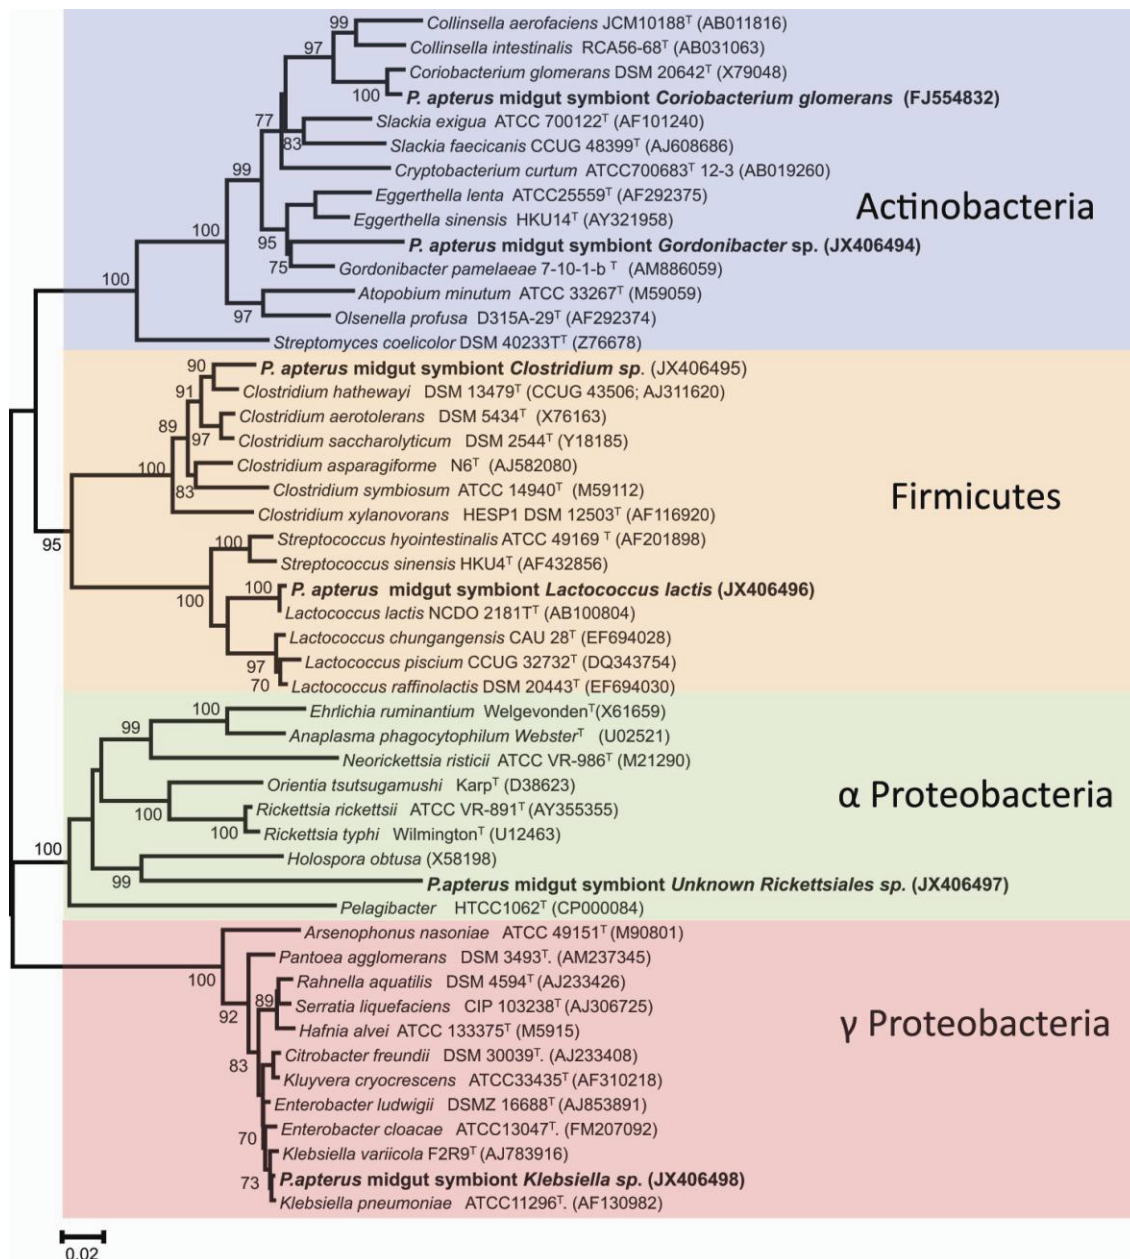 99
Collinsella aerofaciens JCM10188ᵀ (AB011816)
97
Collinsella intestinalis RCA56-68ᵀ (AB031063)
Coriobacterium glomerans DSM 20642ᵀ (X79048)
100
P. apterus midgut symbiont Coriobacterium glomerans (FJ554832)
77
Slackia exigua ATCC 700122ᵀ (AF101240)
83
Slackia faecicanis CCUG 48399ᵀ (AJ608686)
99
Cryptobacterium curtum ATCC700683ᵀ 12-3 (AB019260)
Eggerthella lenta ATCC25559ᵀ (AF292375)
Actinobacteria
Eggerthella sinensis HKU14ᵀ (AY321958)
100
95
P. apterus midgut symbiont Gordonibacter sp. (JX406494)
75
Gordonibacter pamelaeae 7-10-1-b ᵀ (AM886059)
100
Atopobium minutum ATCC 33267ᵀ (M59059)
97
Olsenella profusa D315A-29ᵀ (AF292374)
Streptomyces coelicolor DSM 40233Tᵀ (Z76678)
90
P. apterus midgut symbiont Clostridium sp. (JX406495)
91
Clostridium hathewayi DSM 13479ᵀ (CCUG 43506; AJ311620)
Clostridium aerotolerans DSM 5434ᵀ (X76163)
89
97
Clostridium saccharolyticum DSM 2544ᵀ (Y18185)
100
Clostridium asparagiforme N6ᵀ (AJ582080)
83
Clostridium symbiosum ATCC 14940ᵀ (M59112)
Firmicutes
Clostridium xylanovorans HESP1 DSM 12503ᵀ (AF116920)
95
100
Streptococcus hyointestinalis ATCC 49169 ᵀ (AF201898)
Streptococcus sinensis HKU4ᵀ (AF432856)
100
100
P. apterus midgut symbiont Lactococcus lactis (JX406496)
Lactococcus lactis NCDO 2181Tᵀ (AB100804)
Lactococcus chungangensis CAU 28ᵀ (EF694028)
97
Lactococcus piscium CCUG 32732ᵀ (DQ343754)
70
Lactococcus raffinolactis DSM 20443ᵀ (EF694030)
100
Ehrlichia ruminantium Welgevondenᵀ(X61659)
99
Anaplasma phagocytophilum Websterᵀ (U02521)
Neorickettsia risticii ATCC VR-986ᵀ (M21290)
Orientia tsutsugamushi Karpᵀ (D38623)
α Proteobacteria
100
Rickettsia rickettsii ATCC VR-891ᵀ (AY355355)
100
Rickettsia typhi Wilmingtonᵀ (U12463)
100
Holospora obtusa (X58198)
99
P.apterus midgut symbiont Unknown Rickettsiales sp. (JX406497)
Pelagibacter HTCC1062ᵀ (CP000084)
Arsenophonus nasoniae ATCC 49151ᵀ (M90801)
100
Pantoea agglomerans DSM 3493ᵀ. (AM237345)
Rahnella aquatilis DSM 4594ᵀ (AJ233426)
89
Serratia liquefaciens CIP 103238ᵀ (AJ306725)
92
γ Proteobacteria
Hafnia alvei ATCC 133375ᵀ (M5915)
83
Citrobacter freundii DSM 30039ᵀ. (AJ233408)
Kluyvera cryocrescens ATCC33435ᵀ (AF310218)
Enterobacter ludwigii DSMZ 16688ᵀ (AJ853891)
70
Enterobacter cloacae ATCC13047ᵀ. (FM207092)
Klebsiella variicola F2R9ᵀ (AJ783916)
73
P.apterus midgut symbiont Klebsiella sp. (JX406498)
Klebsiella pneumoniae ATCC11296ᵀ. (AF130982)
0.02